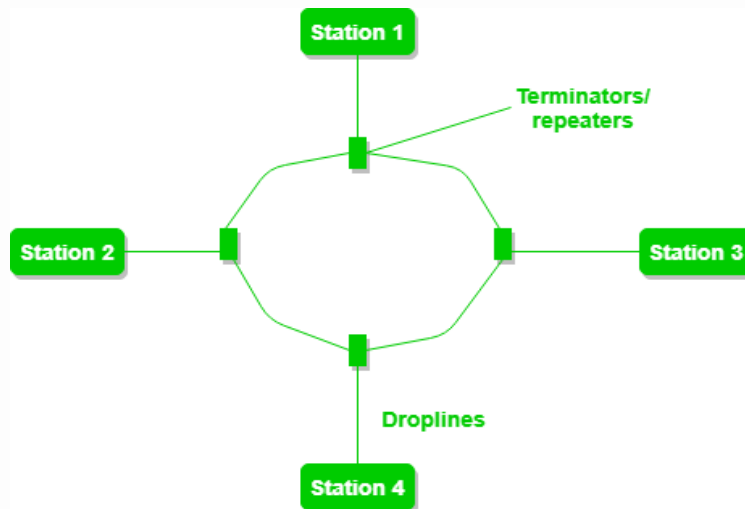 Station 1
Terminators/
repeaters
Station 2
Station 3
Droplines
Station 4